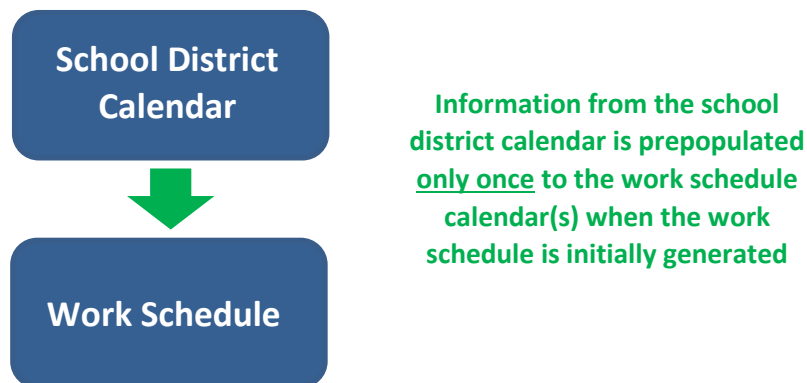 School District
Calendar
Information from the school
district calendar is prepopulated
only once to the work schedule
calendar(s) when the work
schedule is initially generated
Work Schedule